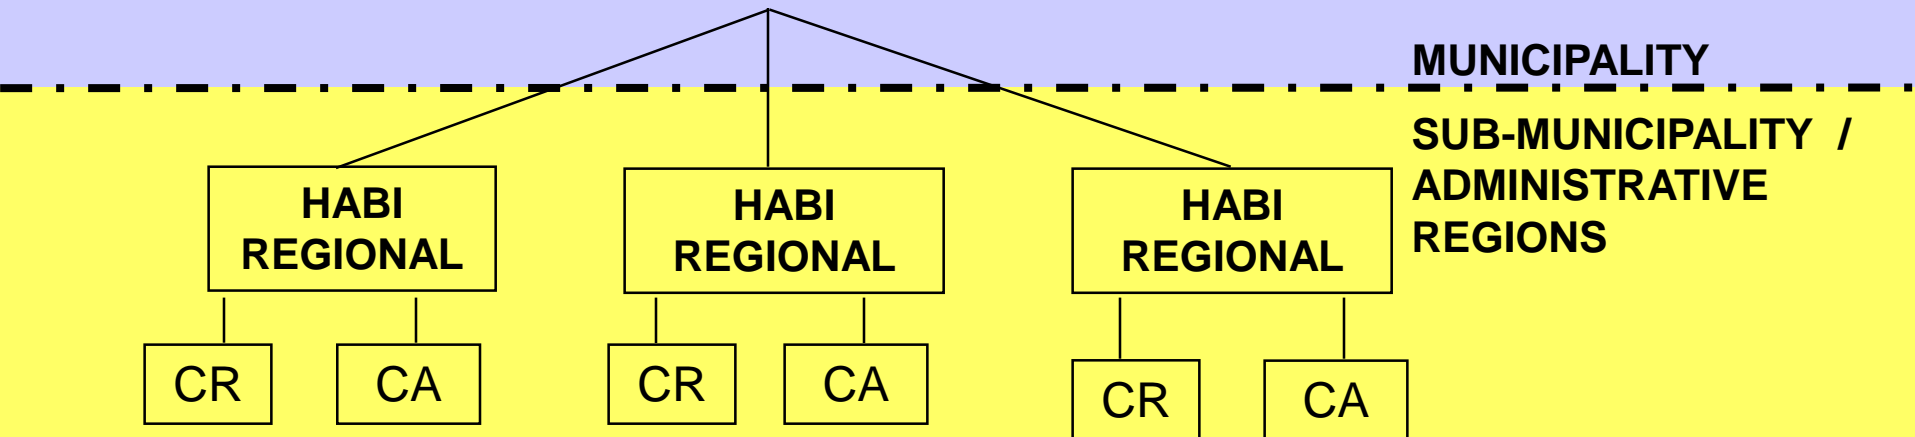 MUNICIPALITY
SUB-MUNICIPALITY /
ADMINISTRATIVE
REGIONS
HABI
REGIONAL
HABI
REGIONAL
HABI
REGIONAL
CR
CA
CR
CA
CR
CA